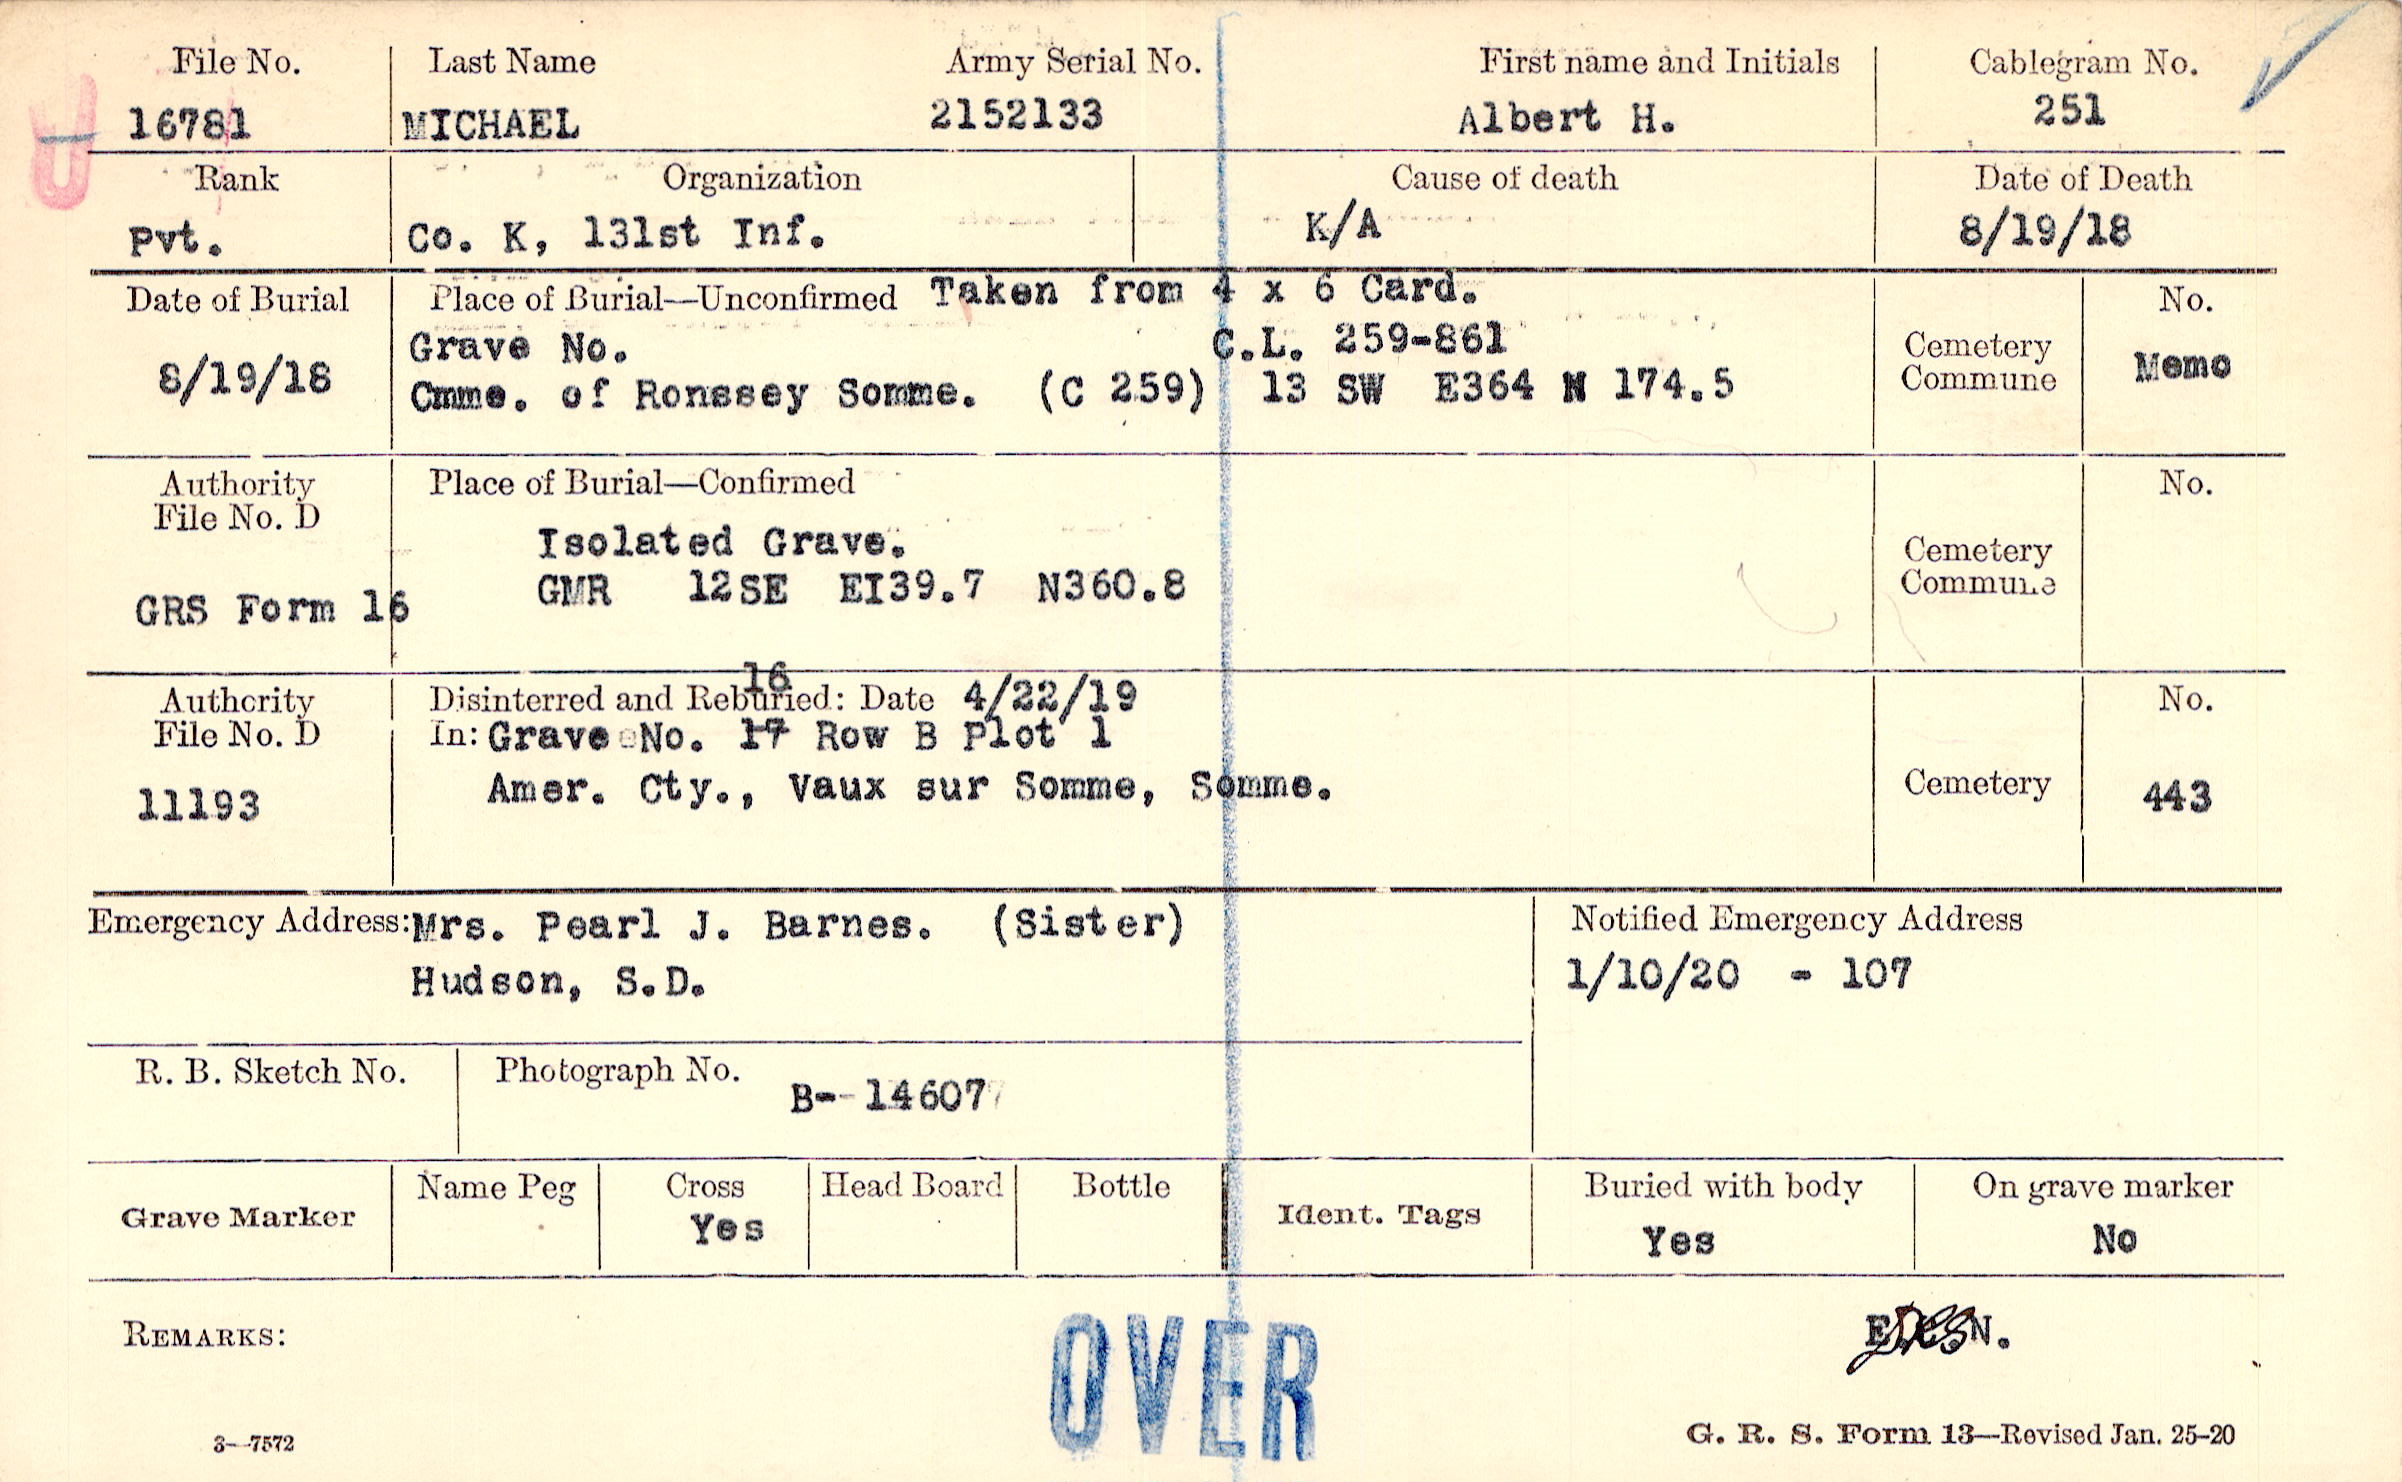 File No. Last Name Army Serial No. First name and Initials Cablegram No.
16781 MICHAEL 2152133 Albert H. 251
Rank Organization Cause of death Date of Death
Pvt. Co. K, 131st Inf. K/A 8/19/18
Date of Burial Place of Burial—Unconfirmed Taken from 4 x 6 Card. No.
Grave No. C.L. 259-861 Cemetery
8/19/18 Cmme. of Ronssey Somme. (C 259) 13 SW E364 N 174.5 Commune Memo
Authority Place of Burial—Confirmed No.
File No. D
Isolated Grave. Cemetery
GRS Form 16 GMR 12SE EI39.7 N360.8 Commune
16
Authority Disinterred and Reburied: Date 4/22/19 No.
File No. D In: Grave No. 17 Row B Plot 1
11193 Amer. Cty., Vaux sur Somme, Somme. Cemetery 443
Emergency Address: Mrs. Pearl J. Barnes. (Sister) Notified Emergency Address
Hudson, S.D. 1/10/20 - 107
R. B. Sketch No. Photograph No. B--14607
Grave Marker Name Peg Cross Head Board Bottle Ident. Tags Buried with body On grave marker
Yes Yes No
REMARKS: OVER
3—7572 G. R. S. Form 13—Revised Jan. 25-20